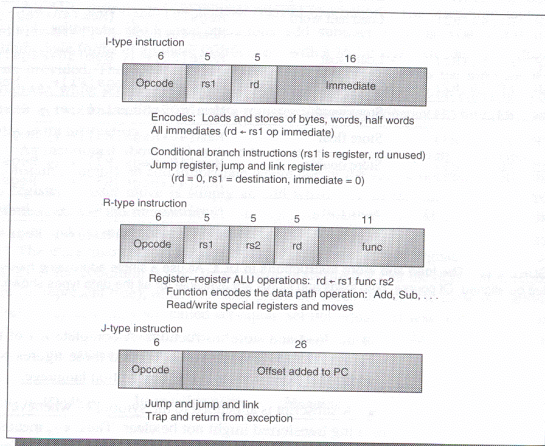 I-type instruction
6 5 5 16
Opcode rs1 rd Immediate
Encodes: Loads and stores of bytes, words, half words
All immediates (rd ← rs1 op immediate)
Conditional branch instructions (rs1 is register, rd unused)
Jump register, jump and link register
(rd = 0, rs1 = destination, immediate = 0)
R-type instruction
6 5 5 5 11
Opcode rs1 rs2 rd func
Register–register ALU operations: rd ← rs1 func rs2
Function encodes the data path operation: Add, Sub, . . .
Read/write special registers and moves
J-type instruction
6 26
Opcode Offset added to PC
Jump and jump and link
Trap and return from exception